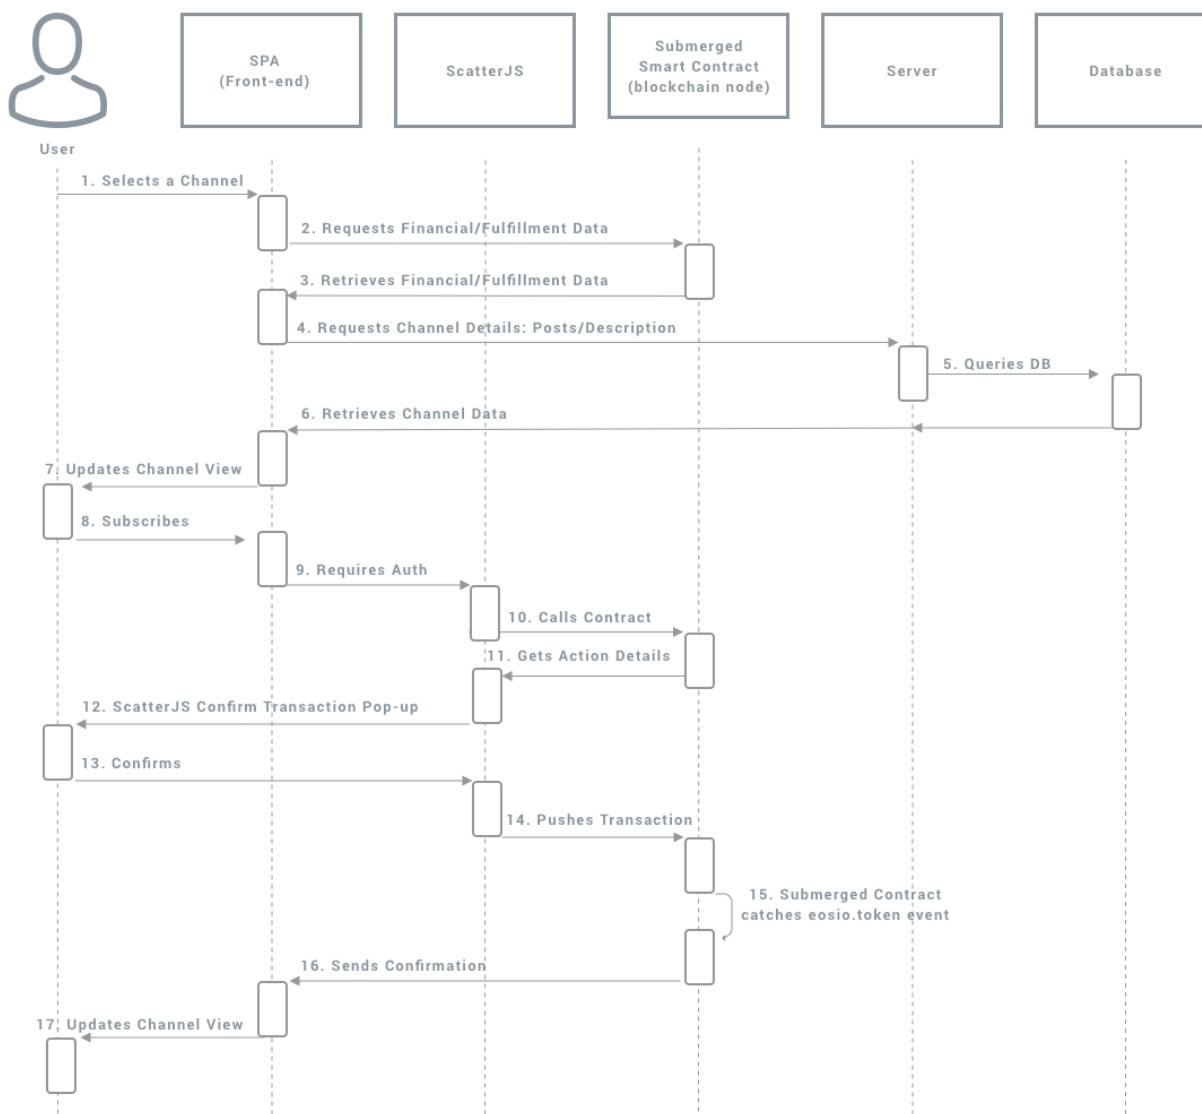 SPA
(Front-end)
ScatterJS
Submerged
Smart Contract
(blockchain node)
Server
Database
User
1. Selects a Channel
2. Requests Financial/Fulfillment Data
3. Retrieves Financial/Fulfillment Data
4. Requests Channel Details: Posts/Description
5. Queries DB
6. Retrieves Channel Data
7. Updates Channel View
8. Subscribes
9. Requires Auth
10. Calls Contract
11. Gets Action Details
12. ScatterJS Confirm Transaction Pop-up
13. Confirms
14. Pushes Transaction
15. Submerged Contract
catches eosio.token event
16. Sends Confirmation
17. Updates Channel View